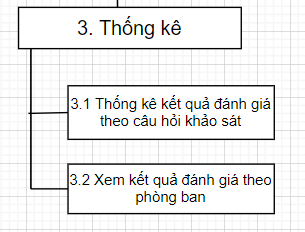 3. Thống kê
3.1 Thống kê kết quả đánh giá
theo câu hỏi khảo sát
3.2 Xem kết quả đánh giá theo
phòng ban